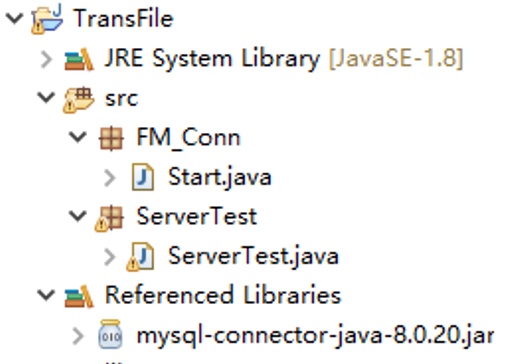 TransFile
JRE System Library [JavaSE-1.8]
src
FM_Conn
Start.java
ServerTest
ServerTest.java
Referenced Libraries
mysql-connector-java-8.0.20.jar